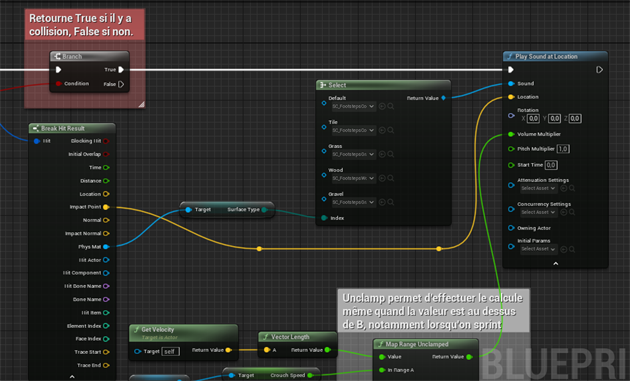 Retourne True si il y a
collision, False si non.
Branch
True
Condition
False
Play Sound at Location
Sound
Location
Rotation
X 0,0 Y 0,0 Z 0,0
Volume Multiplier
Pitch Multiplier 1,0
Start Time 0,0
Attenuation Settings
Select Asset
Concurrency Settings
Select Asset
Owning Actor
Initial Params
Select Asset
Select
Default
Return Value
Tile
Grass
Wood
Gravel
Index
Break Hit Result
Hit
Blocking Hit
Initial Overlap
Time
Distance
Location
Impact Point
Normal
Impact Normal
Phys Mat
Hit Actor
Hit Component
Hit Bone Name
Bone Name
Hit Item
Element Index
Face Index
Trace Start
Trace End
Target
Surface Type
Unclamp permet d'effectuer le calcule
meme quand la valeur est au dessus
de B, notamment lorsqu'on sprint
Get Velocity
Target is Actor
Target self
Return Value
Vector Length
A
Return Value
Target
Crouch Speed
Map Range Unclamped
Value
Return Value
In Range A
BLUEPRI